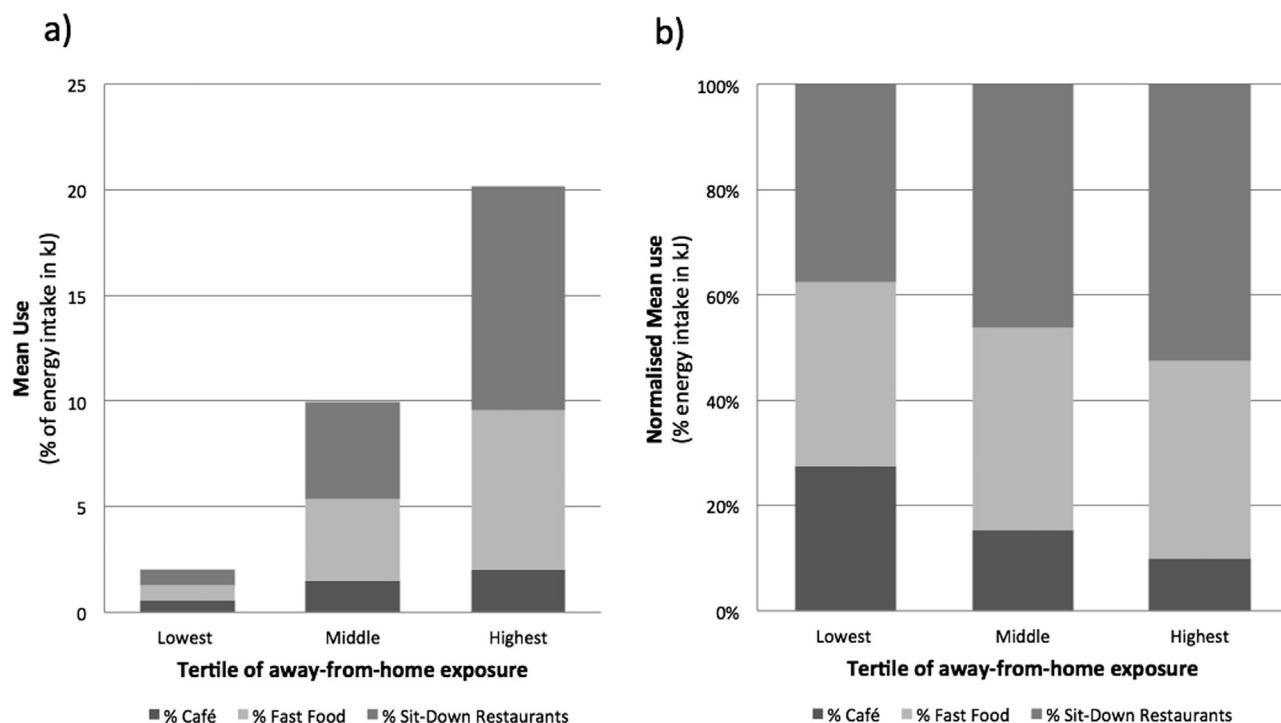 a)
25
20
15
10
5
0
Mean Use
(% of energy intake in kJ)
Lowest Middle Highest
Tertile of away-from-home exposure
% Café % Fast Food % Sit-Down Restaurants
b)
100%
80%
60%
40%
20%
0%
Normalised Mean use
(% energy intake in kJ)
Lowest Middle Highest
Tertile of away-from-home exposure
% Café % Fast Food % Sit-Down Restaurants